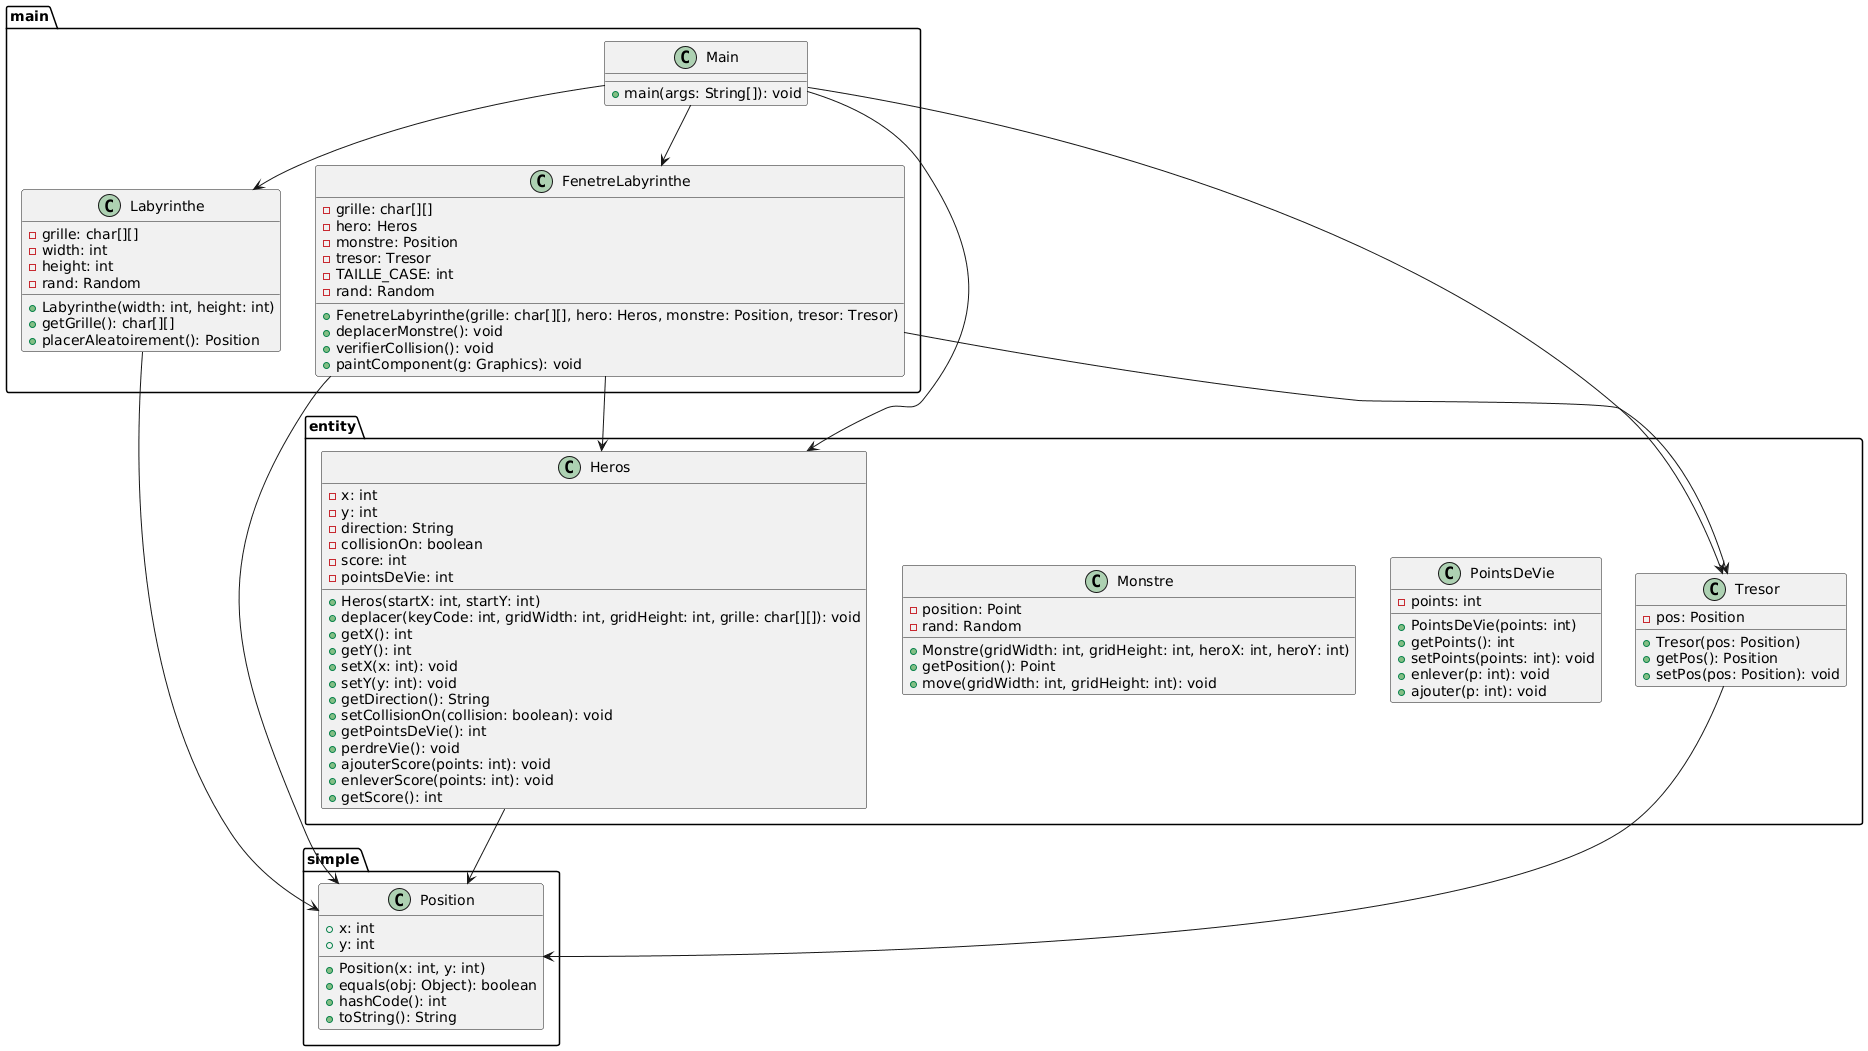 main
C Main
main(args: String[]): void
C Labyrinthe
grille: char[][]
width: int
height: int
rand: Random
Labyrinthe(width: int, height: int)
getGrille(): char[][]
placerAleatoirement(): Position
C FenetreLabyrinthe
grille: char[][]
hero: Heros
monstre: Position
tresor: Tresor
TAILLE_CASE: int
rand: Random
FenetreLabyrinthe(grille: char[][], hero: Heros, monstre: Position, tresor: Tresor)
deplacerMonstre(): void
verifierCollision(): void
paintComponent(g: Graphics): void
entity
C Heros
x: int
y: int
direction: String
collisionOn: boolean
score: int
pointsDeVie: int
Heros(startX: int, startY: int)
deplacer(keyCode: int, gridWidth: int, gridHeight: int, grille: char[][]): void
getX(): int
getY(): int
setX(x: int): void
setY(y: int): void
getDirection(): String
setCollisionOn(collision: boolean): void
getPointsDeVie(): int
perdreVie(): void
ajouterScore(points: int): void
enleverScore(points: int): void
getScore(): int
C Monstre
position: Point
rand: Random
Monstre(gridWidth: int, gridHeight: int, heroX: int, heroY: int)
getPosition(): Point
move(gridWidth: int, gridHeight: int): void
C PointsDeVie
points: int
PointsDeVie(points: int)
getPoints(): int
setPoints(points: int): void
enlever(p: int): void
ajouter(p: int): void
C Tresor
pos: Position
Tresor(pos: Position)
getPos(): Position
setPos(pos: Position): void
simple
C Position
x: int
y: int
Position(x: int, y: int)
equals(obj: Object): boolean
hashCode(): int
toString(): String